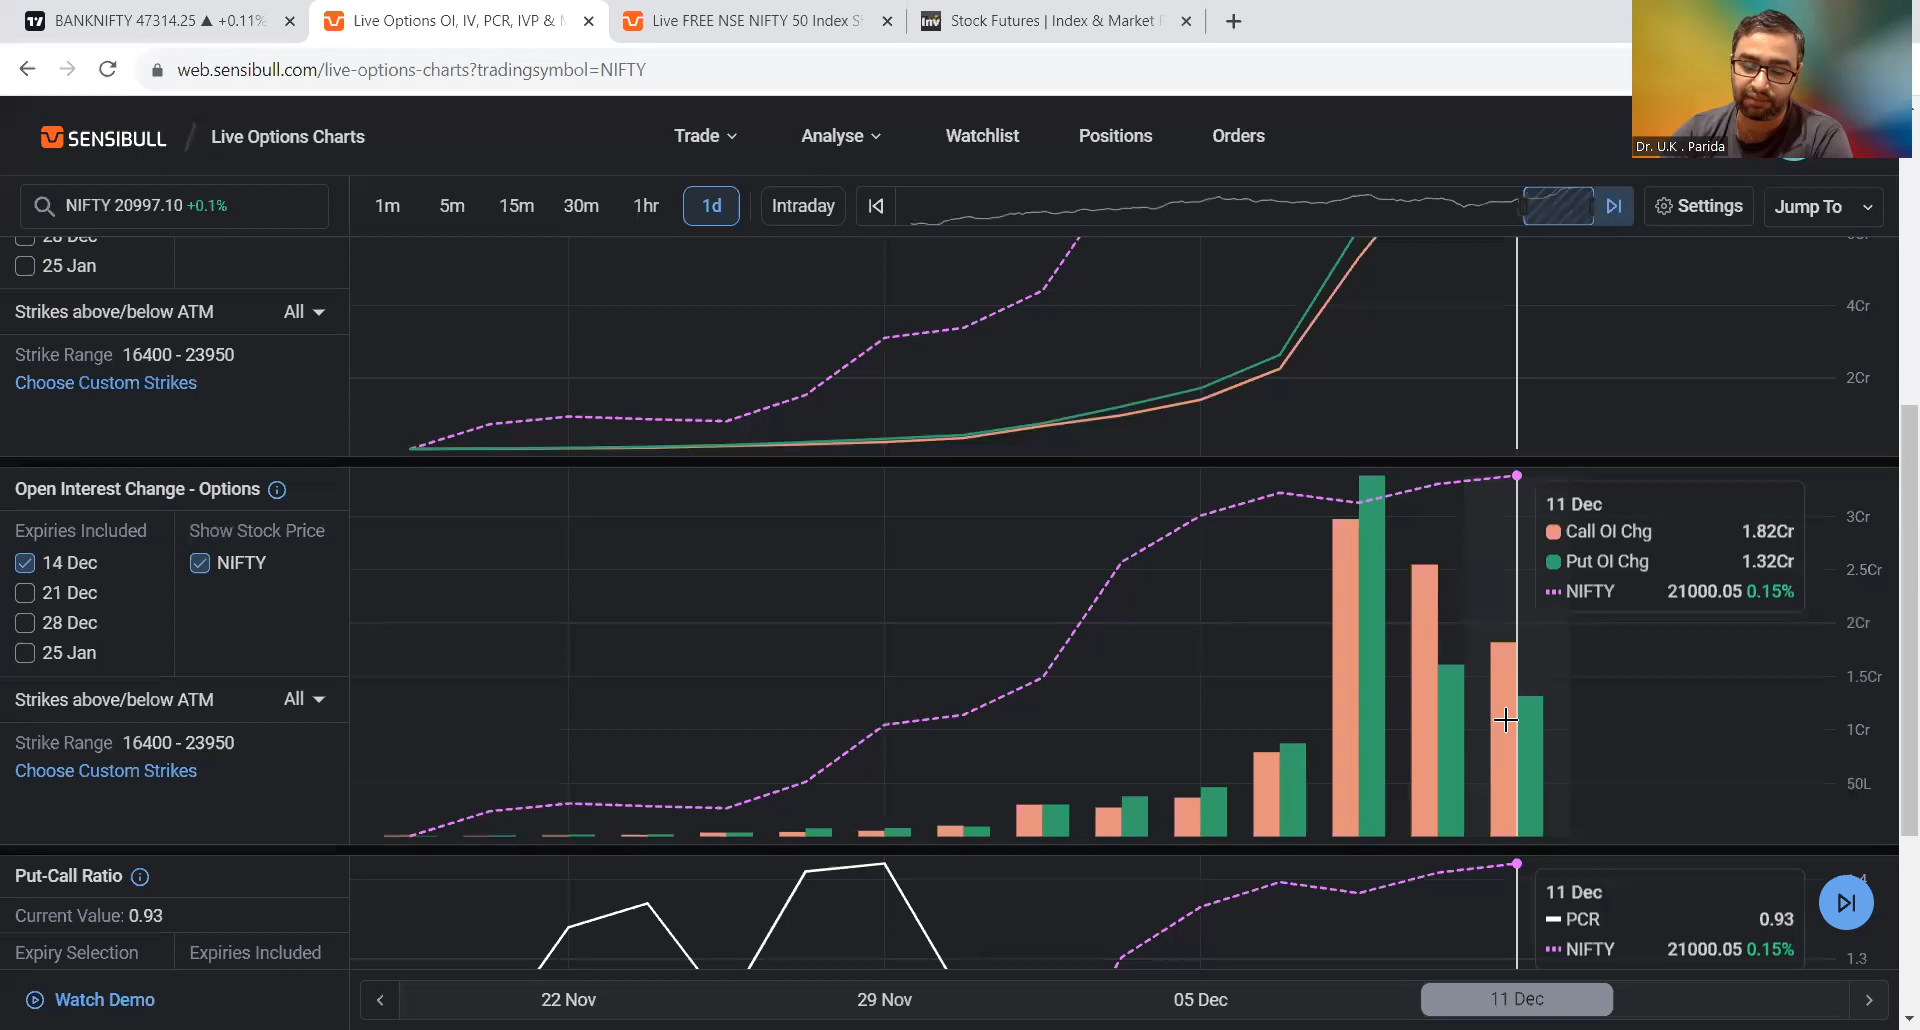 BANKNIFTY 47314.25 ▲ +0.11%
Live Options OI, IV, PCR, IVP &
Live FREE NSE NIFTY 50 Index S
Stock Futures | Index & Market
web.sensibull.com/live-options-charts?tradingsymbol=NIFTY
Dr. U.K . Parida
SENSIBULL / Live Options Charts
Trade
Analyse
Watchlist
Positions
Orders
NIFTY 20997.10 +0.1%
1m 5m 15m 30m 1hr 1d Intraday
Settings
Jump To
28 Dec
25 Jan
Strikes above/below ATM All
Strike Range 16400 - 23950
Choose Custom Strikes
4Cr
2Cr
Open Interest Change - Options
Expiries Included
Show Stock Price
14 Dec
NIFTY
21 Dec
28 Dec
25 Jan
Strikes above/below ATM All
Strike Range 16400 - 23950
Choose Custom Strikes
11 Dec
Call OI Chg 1.82Cr
Put OI Chg 1.32Cr
NIFTY 21000.05 0.15%
3Cr
2.5Cr
2Cr
1.5Cr
1Cr
50L
Put-Call Ratio
Current Value: 0.93
Expiry Selection
Expiries Included
11 Dec
PCR 0.93
NIFTY 21000.05 0.15%
1.3
Watch Demo
22 Nov
29 Nov
05 Dec
11 Dec